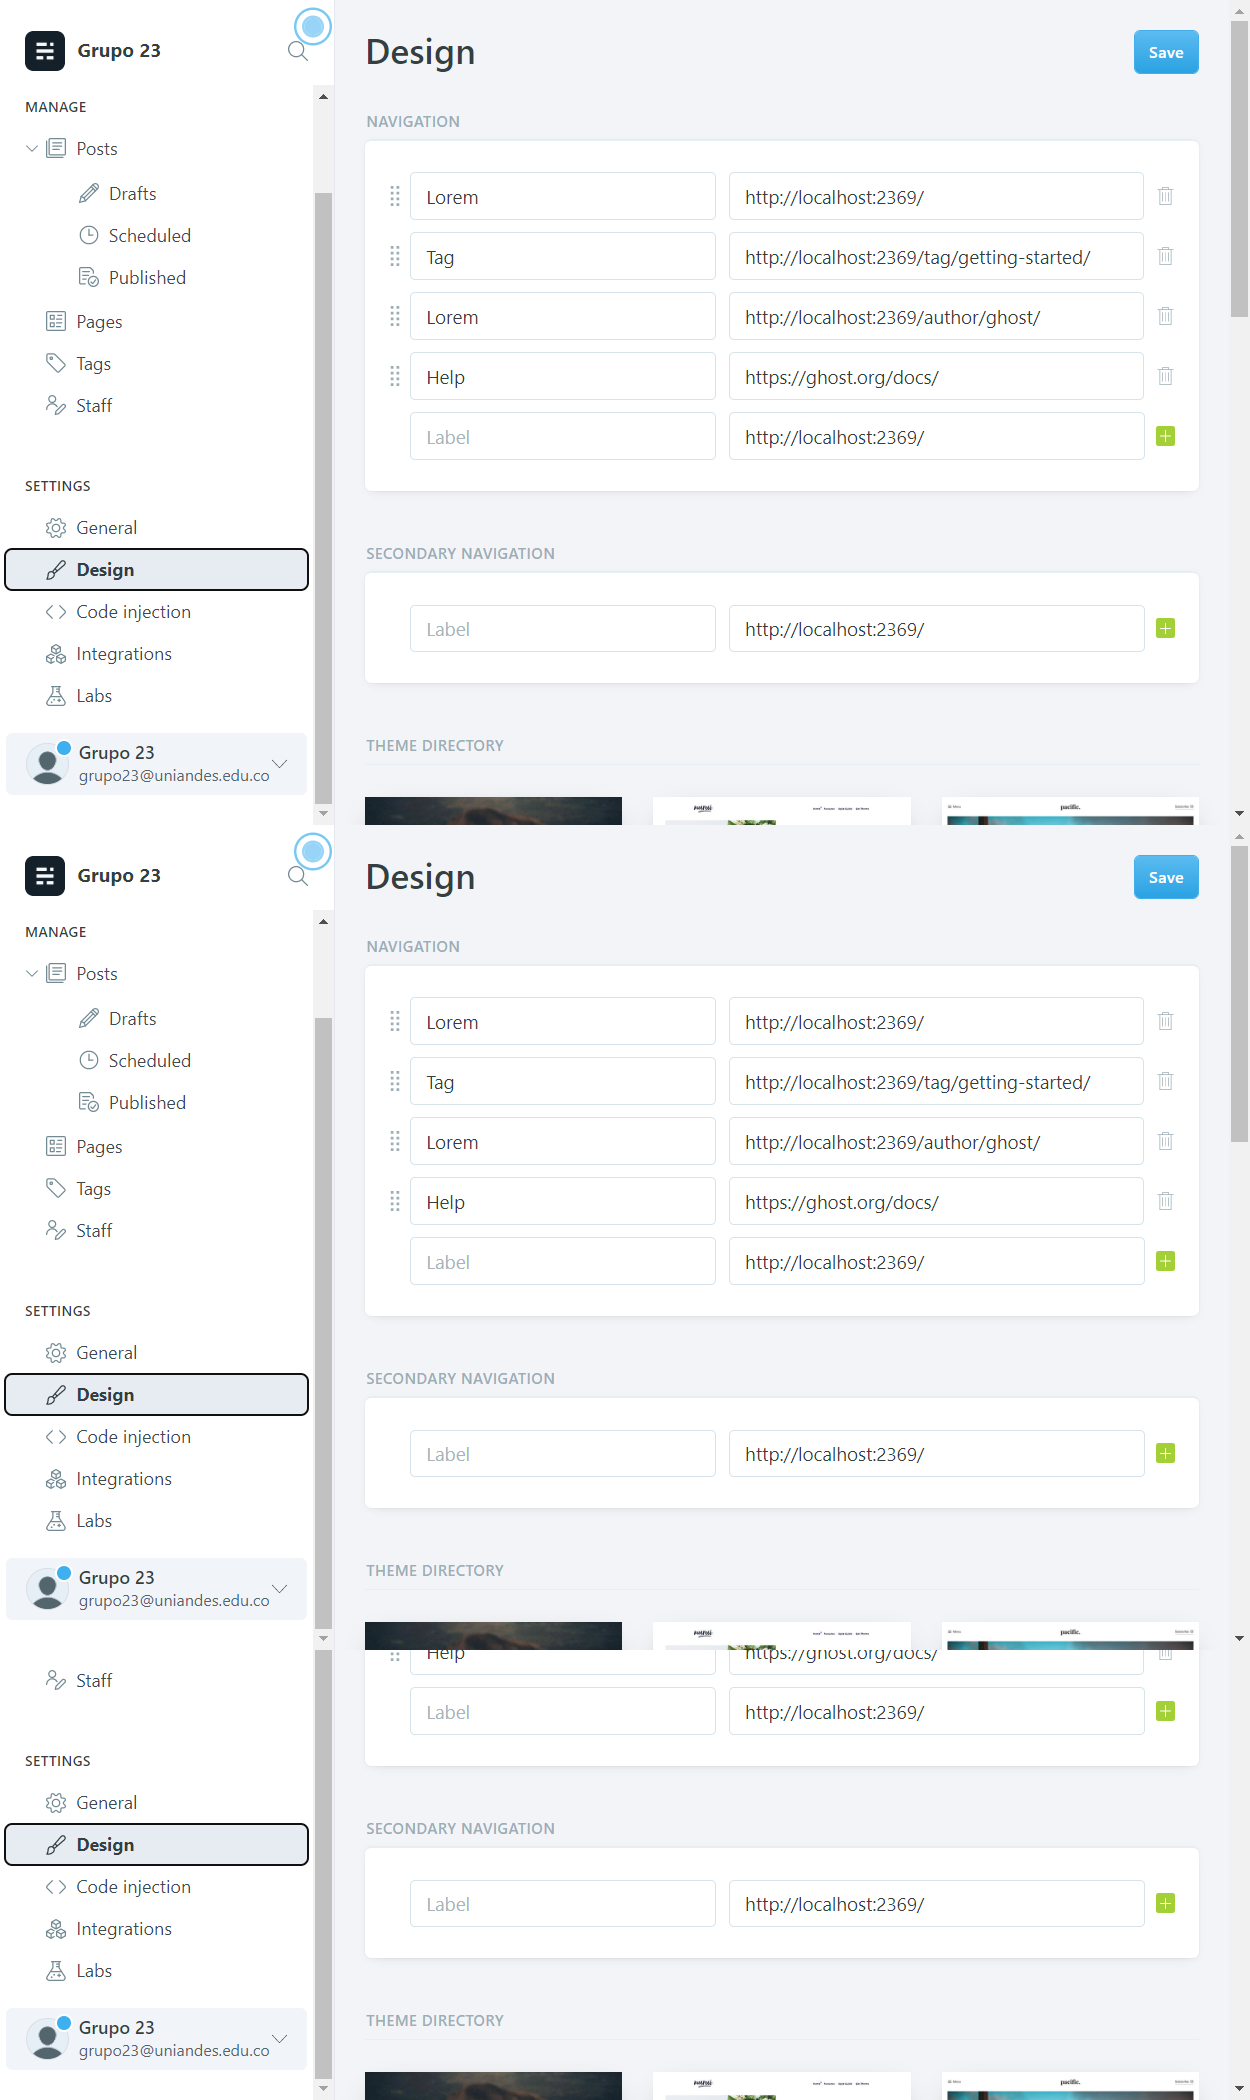 Grupo 23
MANAGE
Posts
Drafts
Scheduled
Published
Pages
Tags
Staff
SETTINGS
General
Design
Code injection
Integrations
Labs
Grupo 23
grupo23@uniandes.edu.co
Design
Save
NAVIGATION
Lorem http://localhost:2369/
Tag http://localhost:2369/tag/getting-started/
Lorem http://localhost:2369/author/ghost/
Help https://ghost.org/docs/
Label http://localhost:2369/
SECONDARY NAVIGATION
Label http://localhost:2369/
THEME DIRECTORY
pacific.
Grupo 23
MANAGE
Posts
Drafts
Scheduled
Published
Pages
Tags
Staff
SETTINGS
General
Design
Code injection
Integrations
Labs
Grupo 23
grupo23@uniandes.edu.co
Design
Save
NAVIGATION
Lorem http://localhost:2369/
Tag http://localhost:2369/tag/getting-started/
Lorem http://localhost:2369/author/ghost/
Help https://ghost.org/docs/
Label http://localhost:2369/
SECONDARY NAVIGATION
Label http://localhost:2369/
THEME DIRECTORY
pacific.
Staff
SETTINGS
General
Design
Code injection
Integrations
Labs
Grupo 23
grupo23@uniandes.edu.co
Help https://ghost.org/docs/
Label http://localhost:2369/
SECONDARY NAVIGATION
Label http://localhost:2369/
THEME DIRECTORY
pacific.